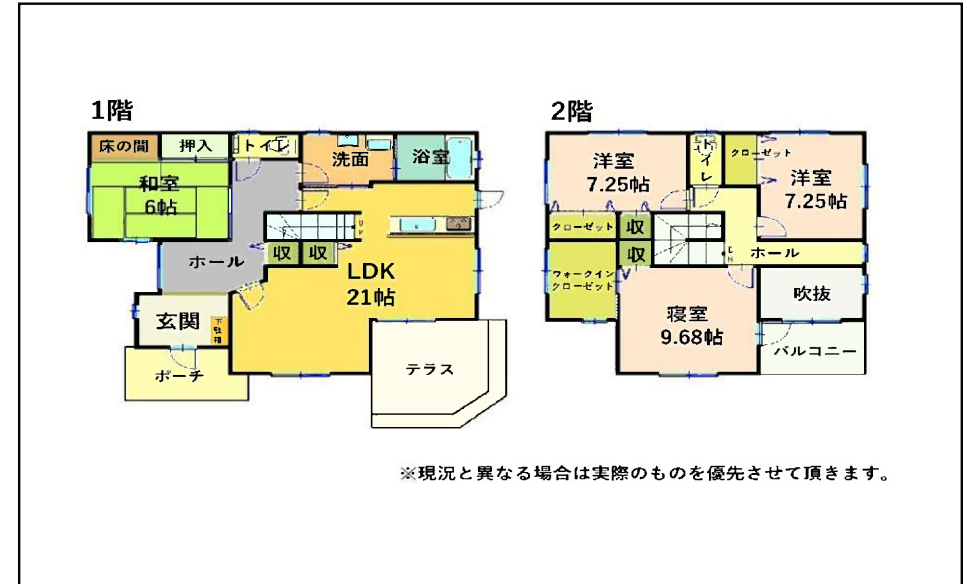 1階
床の間
押入
トイレ
洗面
浴室
和室
6帖
ホール
収
収
UP
LDK
21帖
玄関
下駄箱
ポーチ
テラス
2階
洋室
7.25帖
トイレ
クローゼット
洋室
7.25帖
クローゼット
収
収
DN
ホール
ウォークイン
クローゼット
寝室
9.68帖
吹抜
バルコニー
※現況と異なる場合は実際のものを優先させて頂きます。